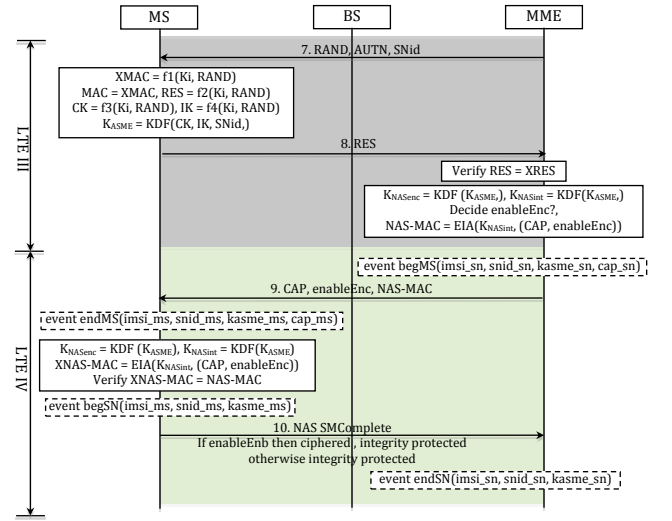 MS BS MME
7. RAND, AUTN, SNid
XMAC = f1(Ki, RAND)
MAC = XMAC, RES = f2(Ki, RAND)
CK = f3(Ki, RAND), IK = f4(Ki, RAND)
KASME = KDF(CK, IK, SNid,)
LTE III
8. RES
Verify RES = XRES
KNASenc = KDF (KASME,), KNASint = KDF(KASME,)
Decide enableEnc?,
NAS-MAC = EIA(KNASint, (CAP, enableEnc))
event begMS(imsi_sn, snid_sn, kasme_sn, cap_sn)
9. CAP, enableEnc, NAS-MAC
event endMS(imsi_ms, snid_ms, kasme_ms, cap_ms)
KNASenc = KDF (KASME), KNASint = KDF(KASME)
XNAS-MAC = EIA(KNASint, (CAP, enableEnc))
Verify XNAS-MAC = NAS-MAC
LTE IV
event begSN(imsi_ms, snid_ms, kasme_ms)
10. NAS SMComplete
If enableEnb then ciphered , integrity protected
otherwise integrity protected
event endSN(imsi_sn, snid_sn, kasme_sn)